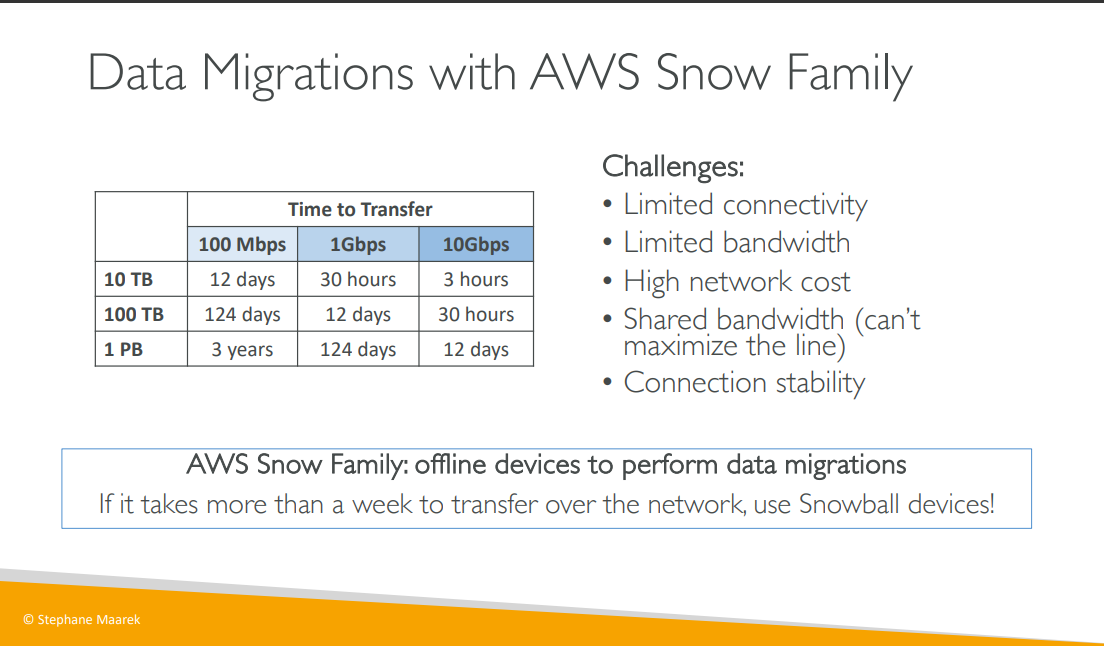 Data Migrations with AWS Snow Family
Time to Transfer
100 Mbps 1Gbps 10Gbps
10 TB 12 days 30 hours 3 hours
100 TB 124 days 12 days 30 hours
1 PB 3 years 124 days 12 days
Challenges:
• Limited connectivity
• Limited bandwidth
• High network cost
• Shared bandwidth (can't
maximize the line)
• Connection stability
AWS Snow Family: offline devices to perform data migrations
If it takes more than a week to transfer over the network, use Snowball devices!
© Stephane Maarek